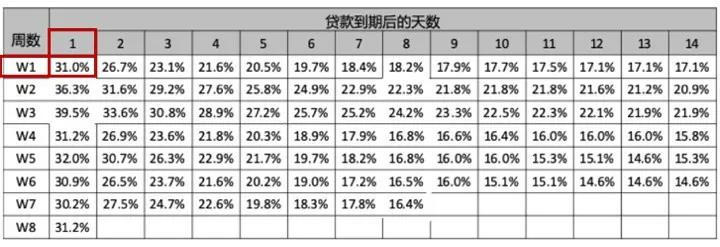 周数 贷款到期后的天数
1 2 3 4 5 6 7 8 9 10 11 12 13 14
W1 31.0% 26.7% 23.1% 21.6% 20.5% 19.7% 18.4% 18.2% 17.9% 17.7% 17.5% 17.1% 17.1% 17.1%
W2 36.3% 31.6% 29.2% 27.6% 25.8% 24.9% 22.9% 22.3% 21.8% 21.8% 21.8% 21.6% 21.2% 20.9%
W3 39.5% 33.6% 30.8% 28.9% 27.2% 25.7% 25.2% 24.2% 23.3% 22.5% 22.3% 22.1% 21.9% 21.9%
W4 31.2% 26.9% 23.6% 21.8% 20.3% 18.9% 17.9% 16.8% 16.6% 16.4% 16.0% 16.0% 16.0% 15.8%
W5 32.0% 30.7% 26.3% 22.9% 21.7% 19.7% 18.2% 16.8% 16.0% 16.0% 15.3% 15.1% 14.6% 15.3%
W6 30.9% 26.5% 23.7% 21.6% 20.2% 19.0% 17.2% 16.5% 16.0% 15.1% 15.1% 14.6% 14.6% 14.6%
W7 30.2% 27.5% 24.7% 22.6% 19.8% 18.3% 17.8% 16.4%
W8 31.2%